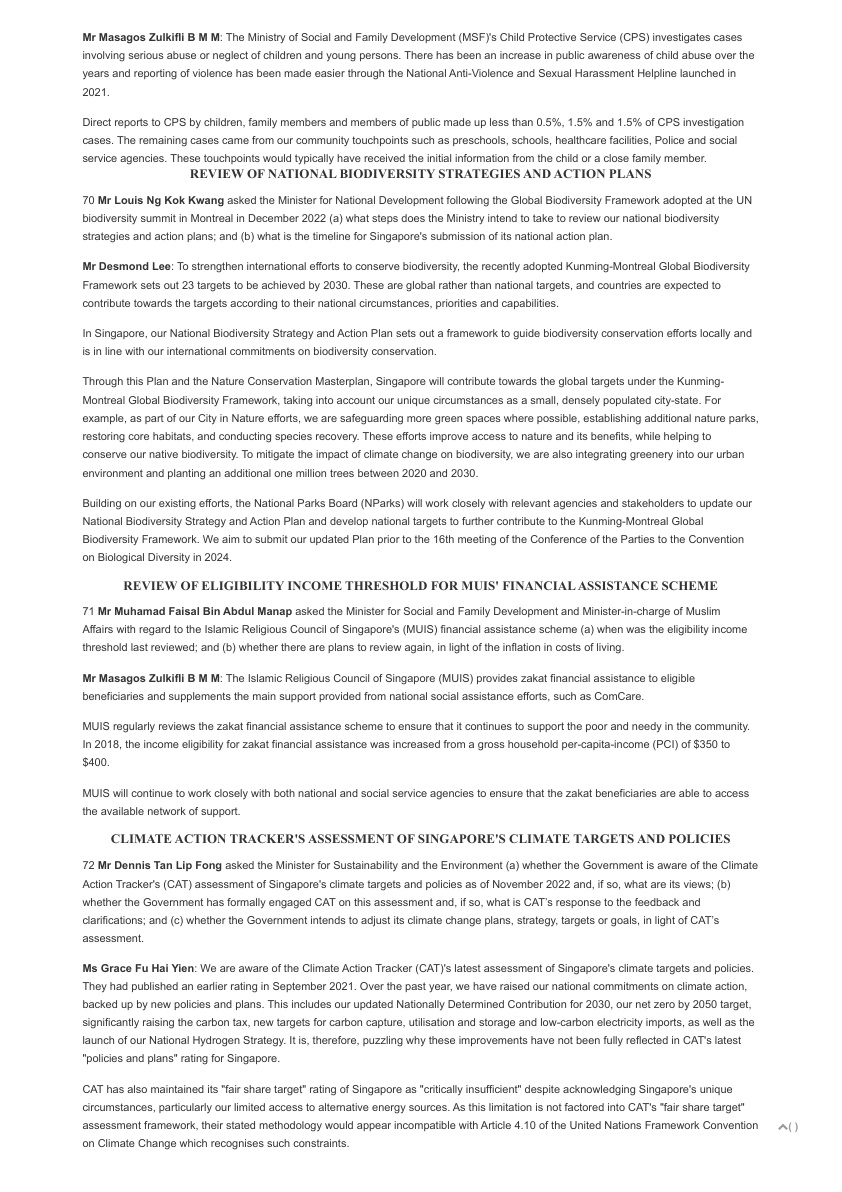 Mr Masagos Zulkifli B M M: The Ministry of Social and Family Development (MSF)'s Child Protective Service (CPS) investigates cases
involving serious abuse or neglect of children and young persons. There has been an increase in public awareness of child abuse over the
years and reporting of violence has been made easier through the National Anti-Violence and Sexual Harassment Helpline launched in
2021.
Direct reports to CPS by children, family members and members of public made up less than 0.5%, 1.5% and 1.5% of CPS investigation
cases. The remaining cases came from our community touchpoints such as preschools, schools, healthcare facilities, Police and social
service agencies. These touchpoints would typically have received the initial information from the child or a close family member.
REVIEW OF NATIONAL BIODIVERSITY STRATEGIES AND ACTION PLANS
70 Mr Louis Ng Kok Kwang asked the Minister for National Development following the Global Biodiversity Framework adopted at the UN
biodiversity summit in Montreal in December 2022 (a) what steps does the Ministry intend to take to review our national biodiversity
strategies and action plans; and (b) what is the timeline for Singapore's submission of its national action plan.
Mr Desmond Lee: To strengthen international efforts to conserve biodiversity, the recently adopted Kunming-Montreal Global Biodiversity
Framework sets out 23 targets to be achieved by 2030. These are global rather than national targets, and countries are expected to
contribute towards the targets according to their national circumstances, priorities and capabilities.
In Singapore, our National Biodiversity Strategy and Action Plan sets out a framework to guide biodiversity conservation efforts locally and
is in line with our international commitments on biodiversity conservation.
Through this Plan and the Nature Conservation Masterplan, Singapore will contribute towards the global targets under the Kunming-
Montreal Global Biodiversity Framework, taking into account our unique circumstances as a small, densely populated city-state. For
example, as part of our City in Nature efforts, we are safeguarding more green spaces where possible, establishing additional nature parks,
restoring core habitats, and conducting species recovery. These efforts improve access to nature and its benefits, while helping to
conserve our native biodiversity. To mitigate the impact of climate change on biodiversity, we are also integrating greenery into our urban
environment and planting an additional one million trees between 2020 and 2030.
Building on our existing efforts, the National Parks Board (NParks) will work closely with relevant agencies and stakeholders to update our
National Biodiversity Strategy and Action Plan and develop national targets to further contribute to the Kunming-Montreal Global
Biodiversity Framework. We aim to submit our updated Plan prior to the 16th meeting of the Conference of the Parties to the Convention
on Biological Diversity in 2024.
REVIEW OF ELIGIBILITY INCOME THRESHOLD FOR MUIS' FINANCIAL ASSISTANCE SCHEME
71 Mr Muhamad Faisal Bin Abdul Manap asked the Minister for Social and Family Development and Minister-in-charge of Muslim
Affairs with regard to the Islamic Religious Council of Singapore's (MUIS) financial assistance scheme (a) when was the eligibility income
threshold last reviewed; and (b) whether there are plans to review again, in light of the inflation in costs of living.
Mr Masagos Zulkifli B M M: The Islamic Religious Council of Singapore (MUIS) provides zakat financial assistance to eligible
beneficiaries and supplements the main support provided from national social assistance efforts, such as ComCare.
MUIS regularly reviews the zakat financial assistance scheme to ensure that it continues to support the poor and needy in the community.
In 2018, the income eligibility for zakat financial assistance was increased from a gross household per-capita-income (PCI) of $350 to
$400.
MUIS will continue to work closely with both national and social service agencies to ensure that the zakat beneficiaries are able to access
the available network of support.
CLIMATE ACTION TRACKER'S ASSESSMENT OF SINGAPORE'S CLIMATE TARGETS AND POLICIES
72 Mr Dennis Tan Lip Fong asked the Minister for Sustainability and the Environment (a) whether the Government is aware of the Climate
Action Tracker's (CAT) assessment of Singapore's climate targets and policies as of November 2022 and, if so, what are its views; (b)
whether the Government has formally engaged CAT on this assessment and, if so, what is CAT's response to the feedback and
clarifications; and (c) whether the Government intends to adjust its climate change plans, strategy, targets or goals, in light of CAT's
assessment.
Ms Grace Fu Hai Yien: We are aware of the Climate Action Tracker (CAT)'s latest assessment of Singapore's climate targets and policies.
They had published an earlier rating in September 2021. Over the past year, we have raised our national commitments on climate action,
backed up by new policies and plans. This includes our updated Nationally Determined Contribution for 2030, our net zero by 2050 target,
significantly raising the carbon tax, new targets for carbon capture, utilisation and storage and low-carbon electricity imports, as well as the
launch of our National Hydrogen Strategy. It is, therefore, puzzling why these improvements have not been fully reflected in CAT's latest
"policies and plans" rating for Singapore.
CAT has also maintained its "fair share target" rating of Singapore as "critically insufficient" despite acknowledging Singapore's unique
circumstances, particularly our limited access to alternative energy sources. As this limitation is not factored into CAT's "fair share target"
assessment framework, their stated methodology would appear incompatible with Article 4.10 of the United Nations Framework Convention
on Climate Change which recognises such constraints.
( )